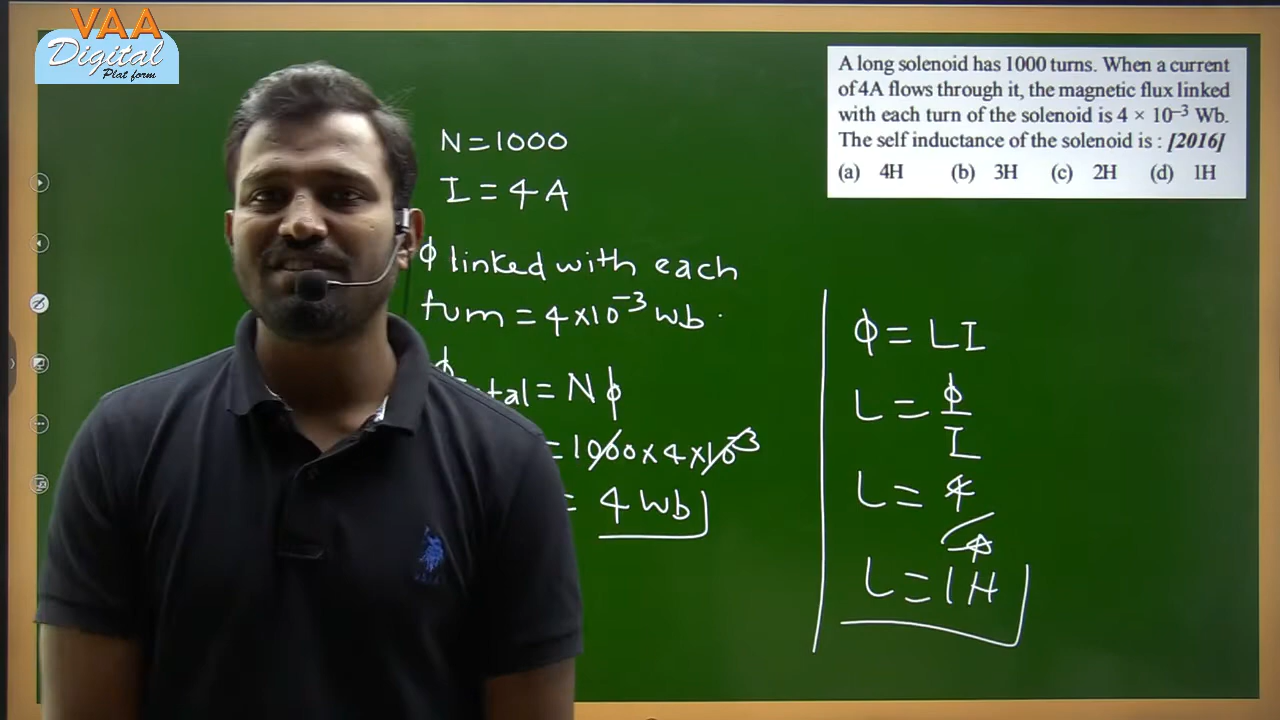 VAA
Digital
Plat form
A long solenoid has 1000 turns. When a current
of 4A flows through it, the magnetic flux linked
with each turn of the solenoid is 4 × 10⁻³ Wb.
The self inductance of the solenoid is : [2016]
(a) 4H (b) 3H (c) 2H (d) 1H
N=1000
I = 4A
ϕ linked with each
turn = 4×10⁻³ wb.
ϕ tal = Nϕ
= 1000×4×10⁻³
= 4 Wb
ϕ = LI
L = ϕ/I
L = 4/4
L = 1H